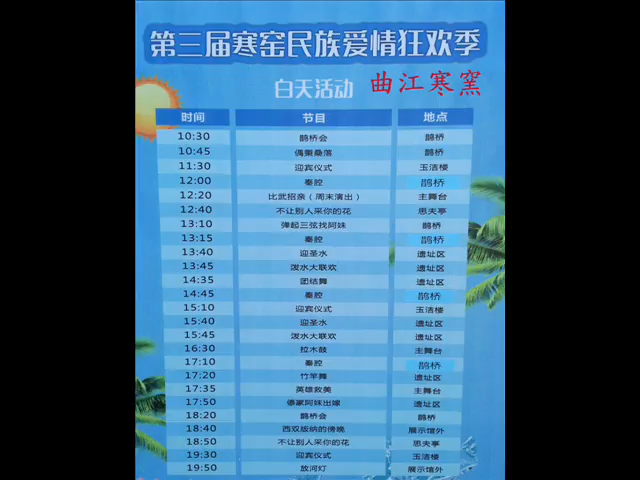 第三届寒窑民族爱情狂欢季
白天活动 曲江寒窑
时间 节目 地点
10:30 鹊桥会 鹊桥
10:45 偶遇桑落 鹊桥
11:30 迎宾仪式 玉洁楼
12:00 秦腔 鹊桥
12:20 比武招亲（周末演出） 主舞台
12:40 不让别人采你的花 思夫亭
13:10 弹起三弦找阿妹 鹊桥
13:15 秦腔 鹊桥
13:40 迎圣水 遗址区
13:45 泼水大联欢 遗址区
14:35 团结舞 遗址区
14:45 秦腔 鹊桥
15:10 迎宾仪式 玉洁楼
15:40 迎圣水 遗址区
15:45 泼水大联欢 遗址区
16:30 拉木鼓 主舞台
17:10 秦腔 鹊桥
17:20 竹竿舞 遗址区
17:35 英雄救美 主舞台
17:50 傣家阿妹出嫁 遗址区
18:20 鹊桥会 鹊桥
18:40 西双版纳的傍晚 展示馆外
18:50 不让别人采你的花 思夫亭
19:30 迎宾仪式 玉洁楼
19:50 放河灯 展示馆外